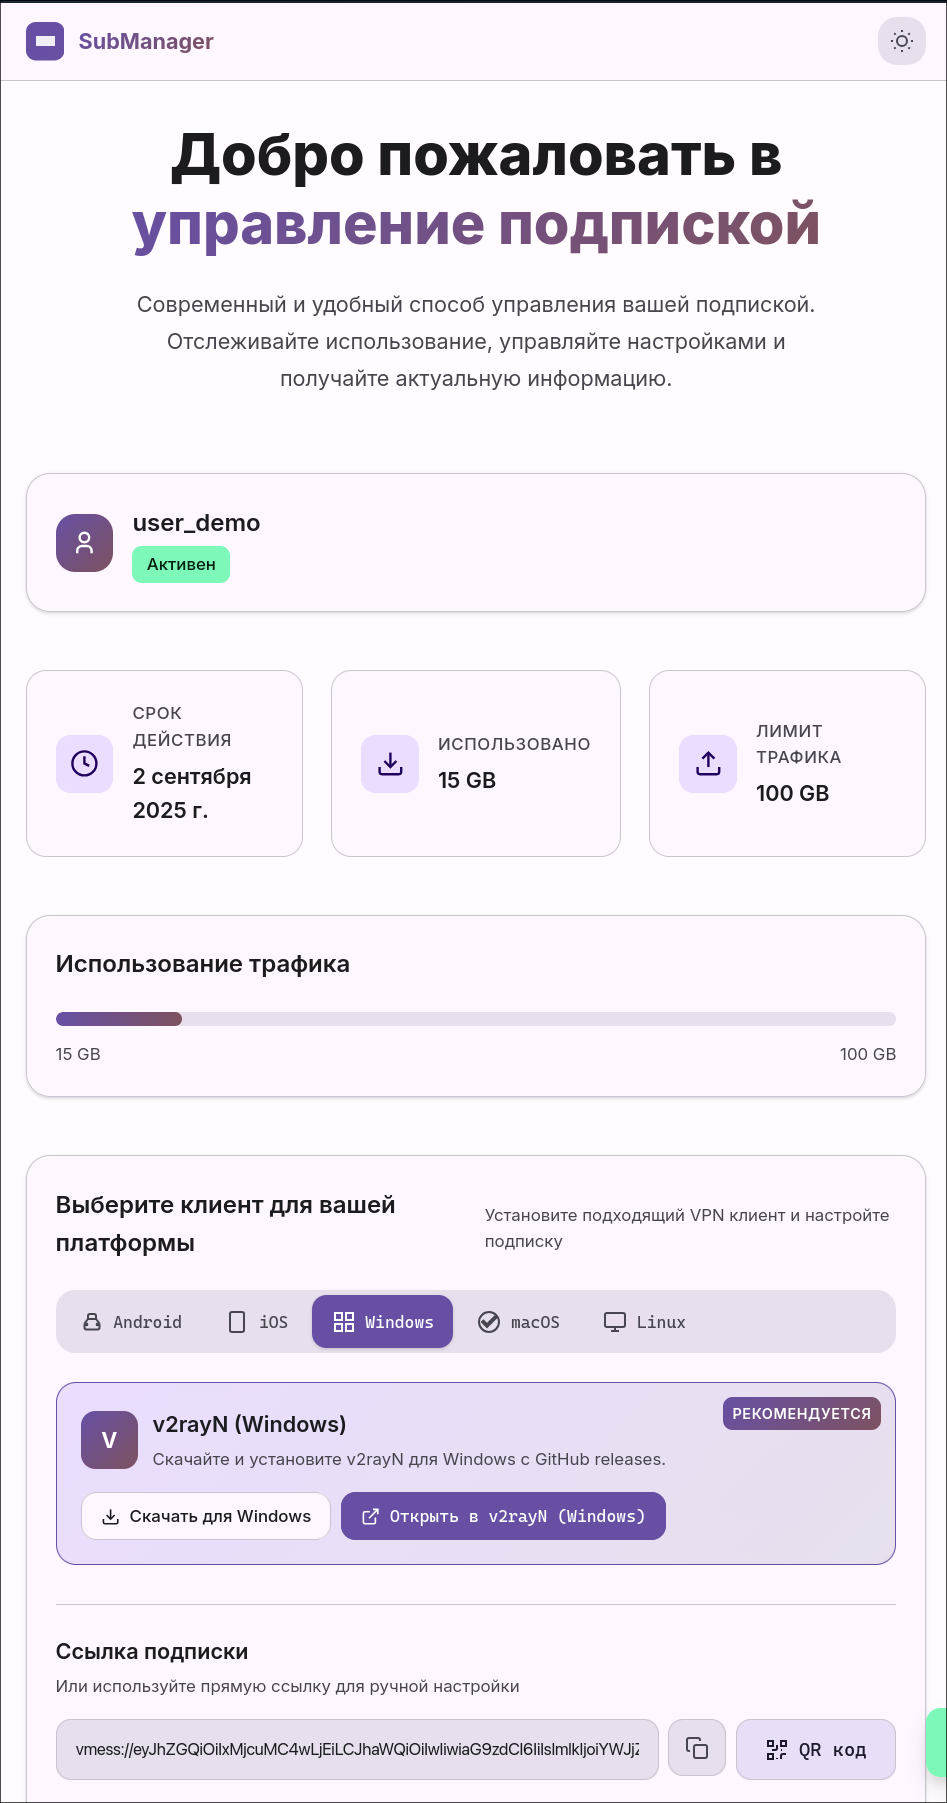 SubManager
Добро пожаловать в
управление подпиской
Современный и удобный способ управления вашей подпиской.
Отслеживайте использование, управляйте настройками и
получайте актуальную информацию.
user_demo
Активен
СРОК
ДЕЙСТВИЯ
2 сентября
2025 г.
ИСПОЛЬЗОВАНО
15 GB
ЛИМИТ
ТРАФИКА
100 GB
Использование трафика
15 GB
100 GB
Выберите клиент для вашей
платформы
Установите подходящий VPN клиент и настройте
подписку
Android
iOS
Windows
macOS
Linux
РЕКОМЕНДУЕТСЯ
V
v2rayN (Windows)
Скачайте и установите v2rayN для Windows с GitHub releases.
Скачать для Windows
Открыть в v2rayN (Windows)
Ссылка подписки
Или используйте прямую ссылку для ручной настройки
QR код